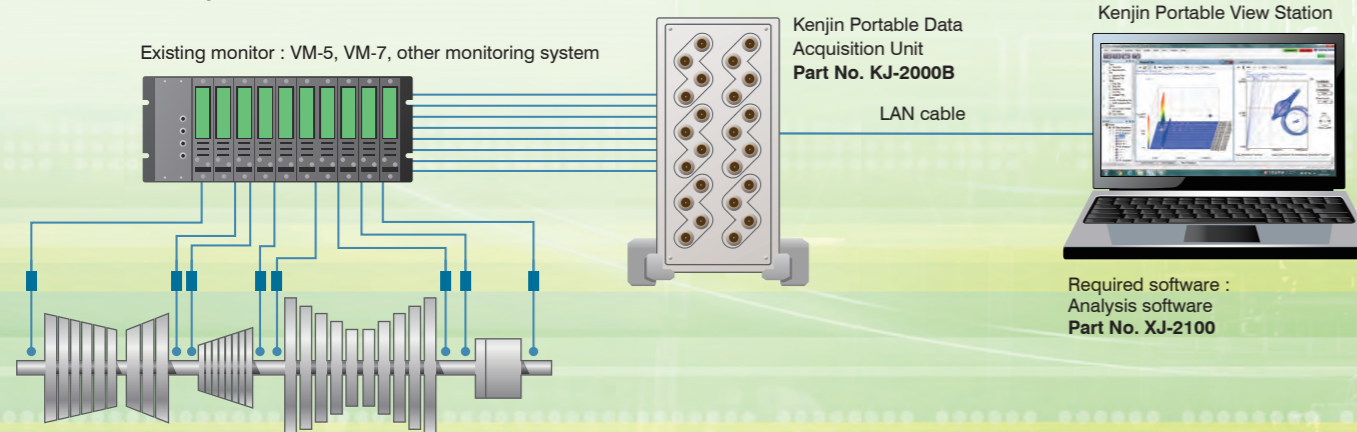 Existing monitor : VM-5, VM-7, other monitoring system
Kenjin Portable Data
Acquisition Unit
Part No. KJ-2000B
LAN cable
Kenjin Portable View Station
Required software :
Analysis software
Part No. XJ-2100